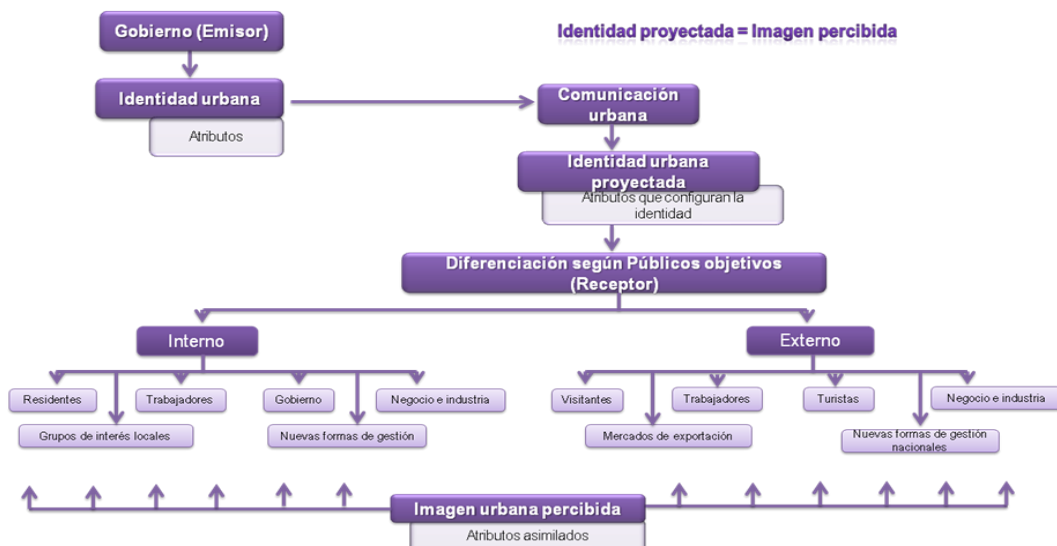 Gobierno (Emisor)
Identidad proyectada = Imagen percibida
Identidad urbana
Atributos
Comunicación
urbana
Identidad urbana
proyectada
Atributos que configuran la
identidad
Diferenciación según Públicos objetivos
(Receptor)
Interno
Externo
Residentes
Trabajadores
Gobierno
Negocio e industria
Grupos de interés locales
Nuevas formas de gestión
Visitantes
Trabajadores
Turistas
Negocio e industria
Mercados de exportación
Nuevas formas de gestión
nacionales
Imagen urbana percibida
Atributos asimilados